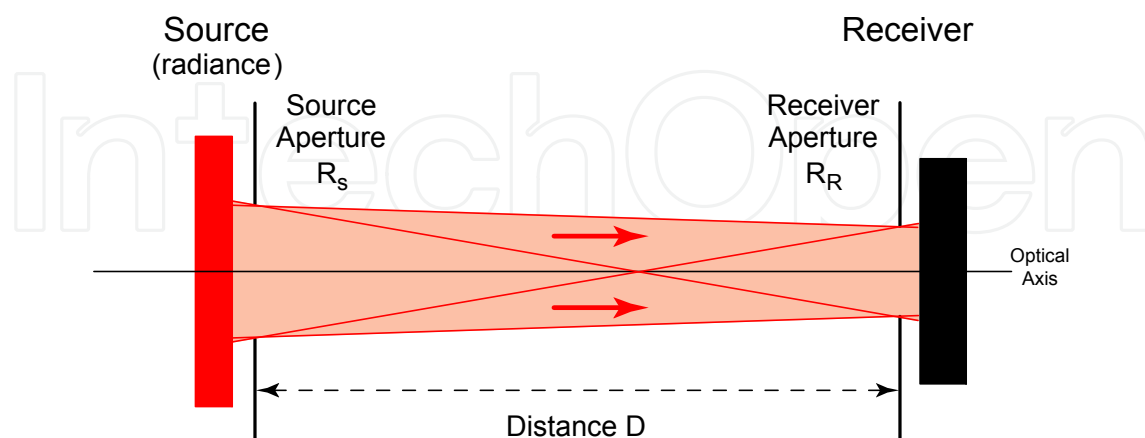 Source
(radiance)
Receiver
Source
Aperture
Rs
Receiver
Aperture
RR
IntechOpen
Optical
Axis
Distance D